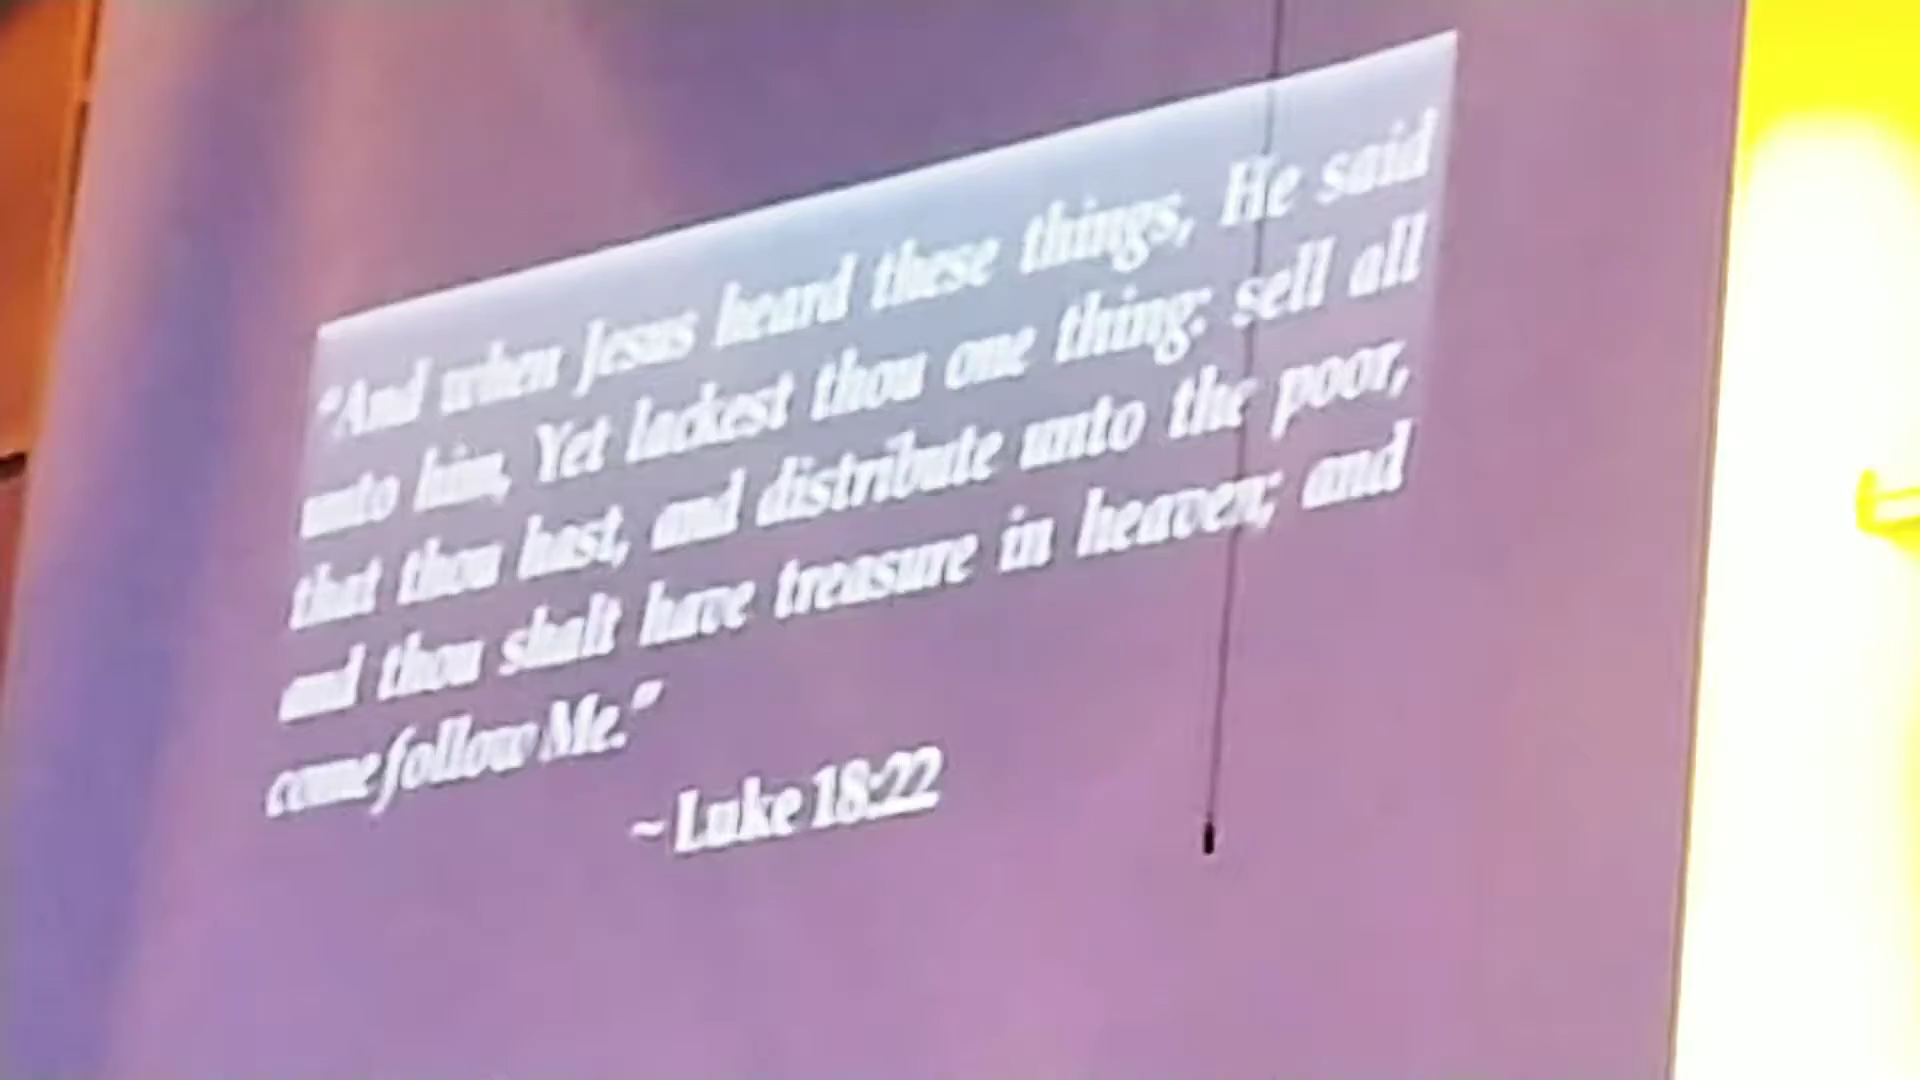 "And when Jesus heard these things, He said
unto him, Yet lackest thou one thing: sell all
that thou hast, and distribute unto the poor,
and thou shalt have treasure in heaven; and
come follow Me."
~ Luke 18:22